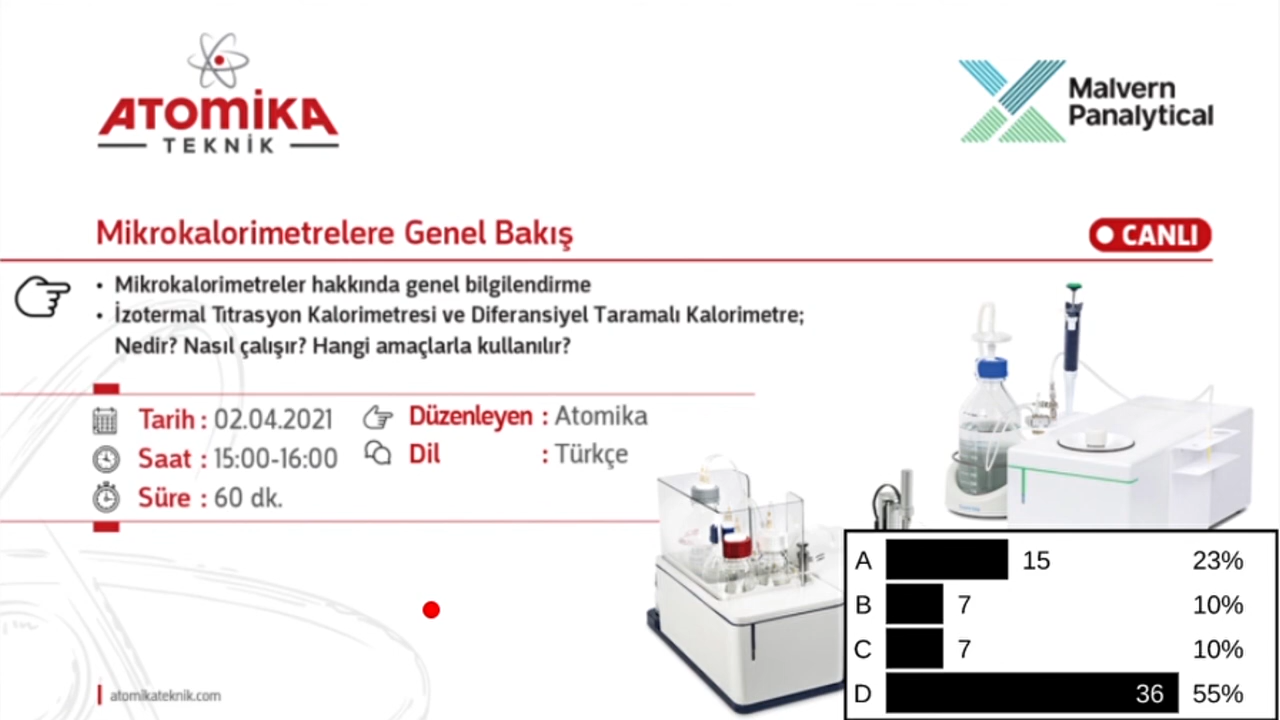 ATOMİKA
TEKNİK
Malvern
Panalytical
Mikrokalorimetrelere Genel Bakış
CANLI
• Mikrokalorimetreler hakkında genel bilgilendirme
• İzotermal Titrasyon Kalorimetresi ve Diferansiyel Taramalı Kalorimetre;
Nedir? Nasıl çalışır? Hangi amaçlarla kullanılır?
Tarih : 02.04.2021
Düzenleyen : Atomika
Saat : 15:00-16:00
Dil : Türkçe
Süre : 60 dk.
A 15 23%
B 7 10%
C 7 10%
D 36 55%
atomikateknik.com